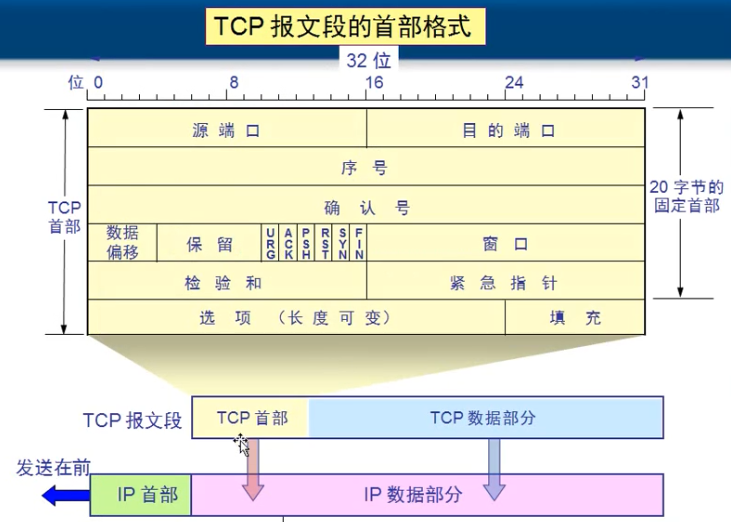 TCP 报文段的首部格式
32 位
位 0 8 16 24 31
源 端 口 目 的 端 口
序 号
TCP 首部
20 字节的 固定首部
确 认 号
数据 偏移 保 留 URG ACK PSH RST SYN FIN 窗 口
检 验 和 紧 急 指 针
选 项 （长 度 可 变） 填 充
TCP 报文段 TCP 首部 TCP 数据部分
发送在前
IP 首部 IP 数据部分